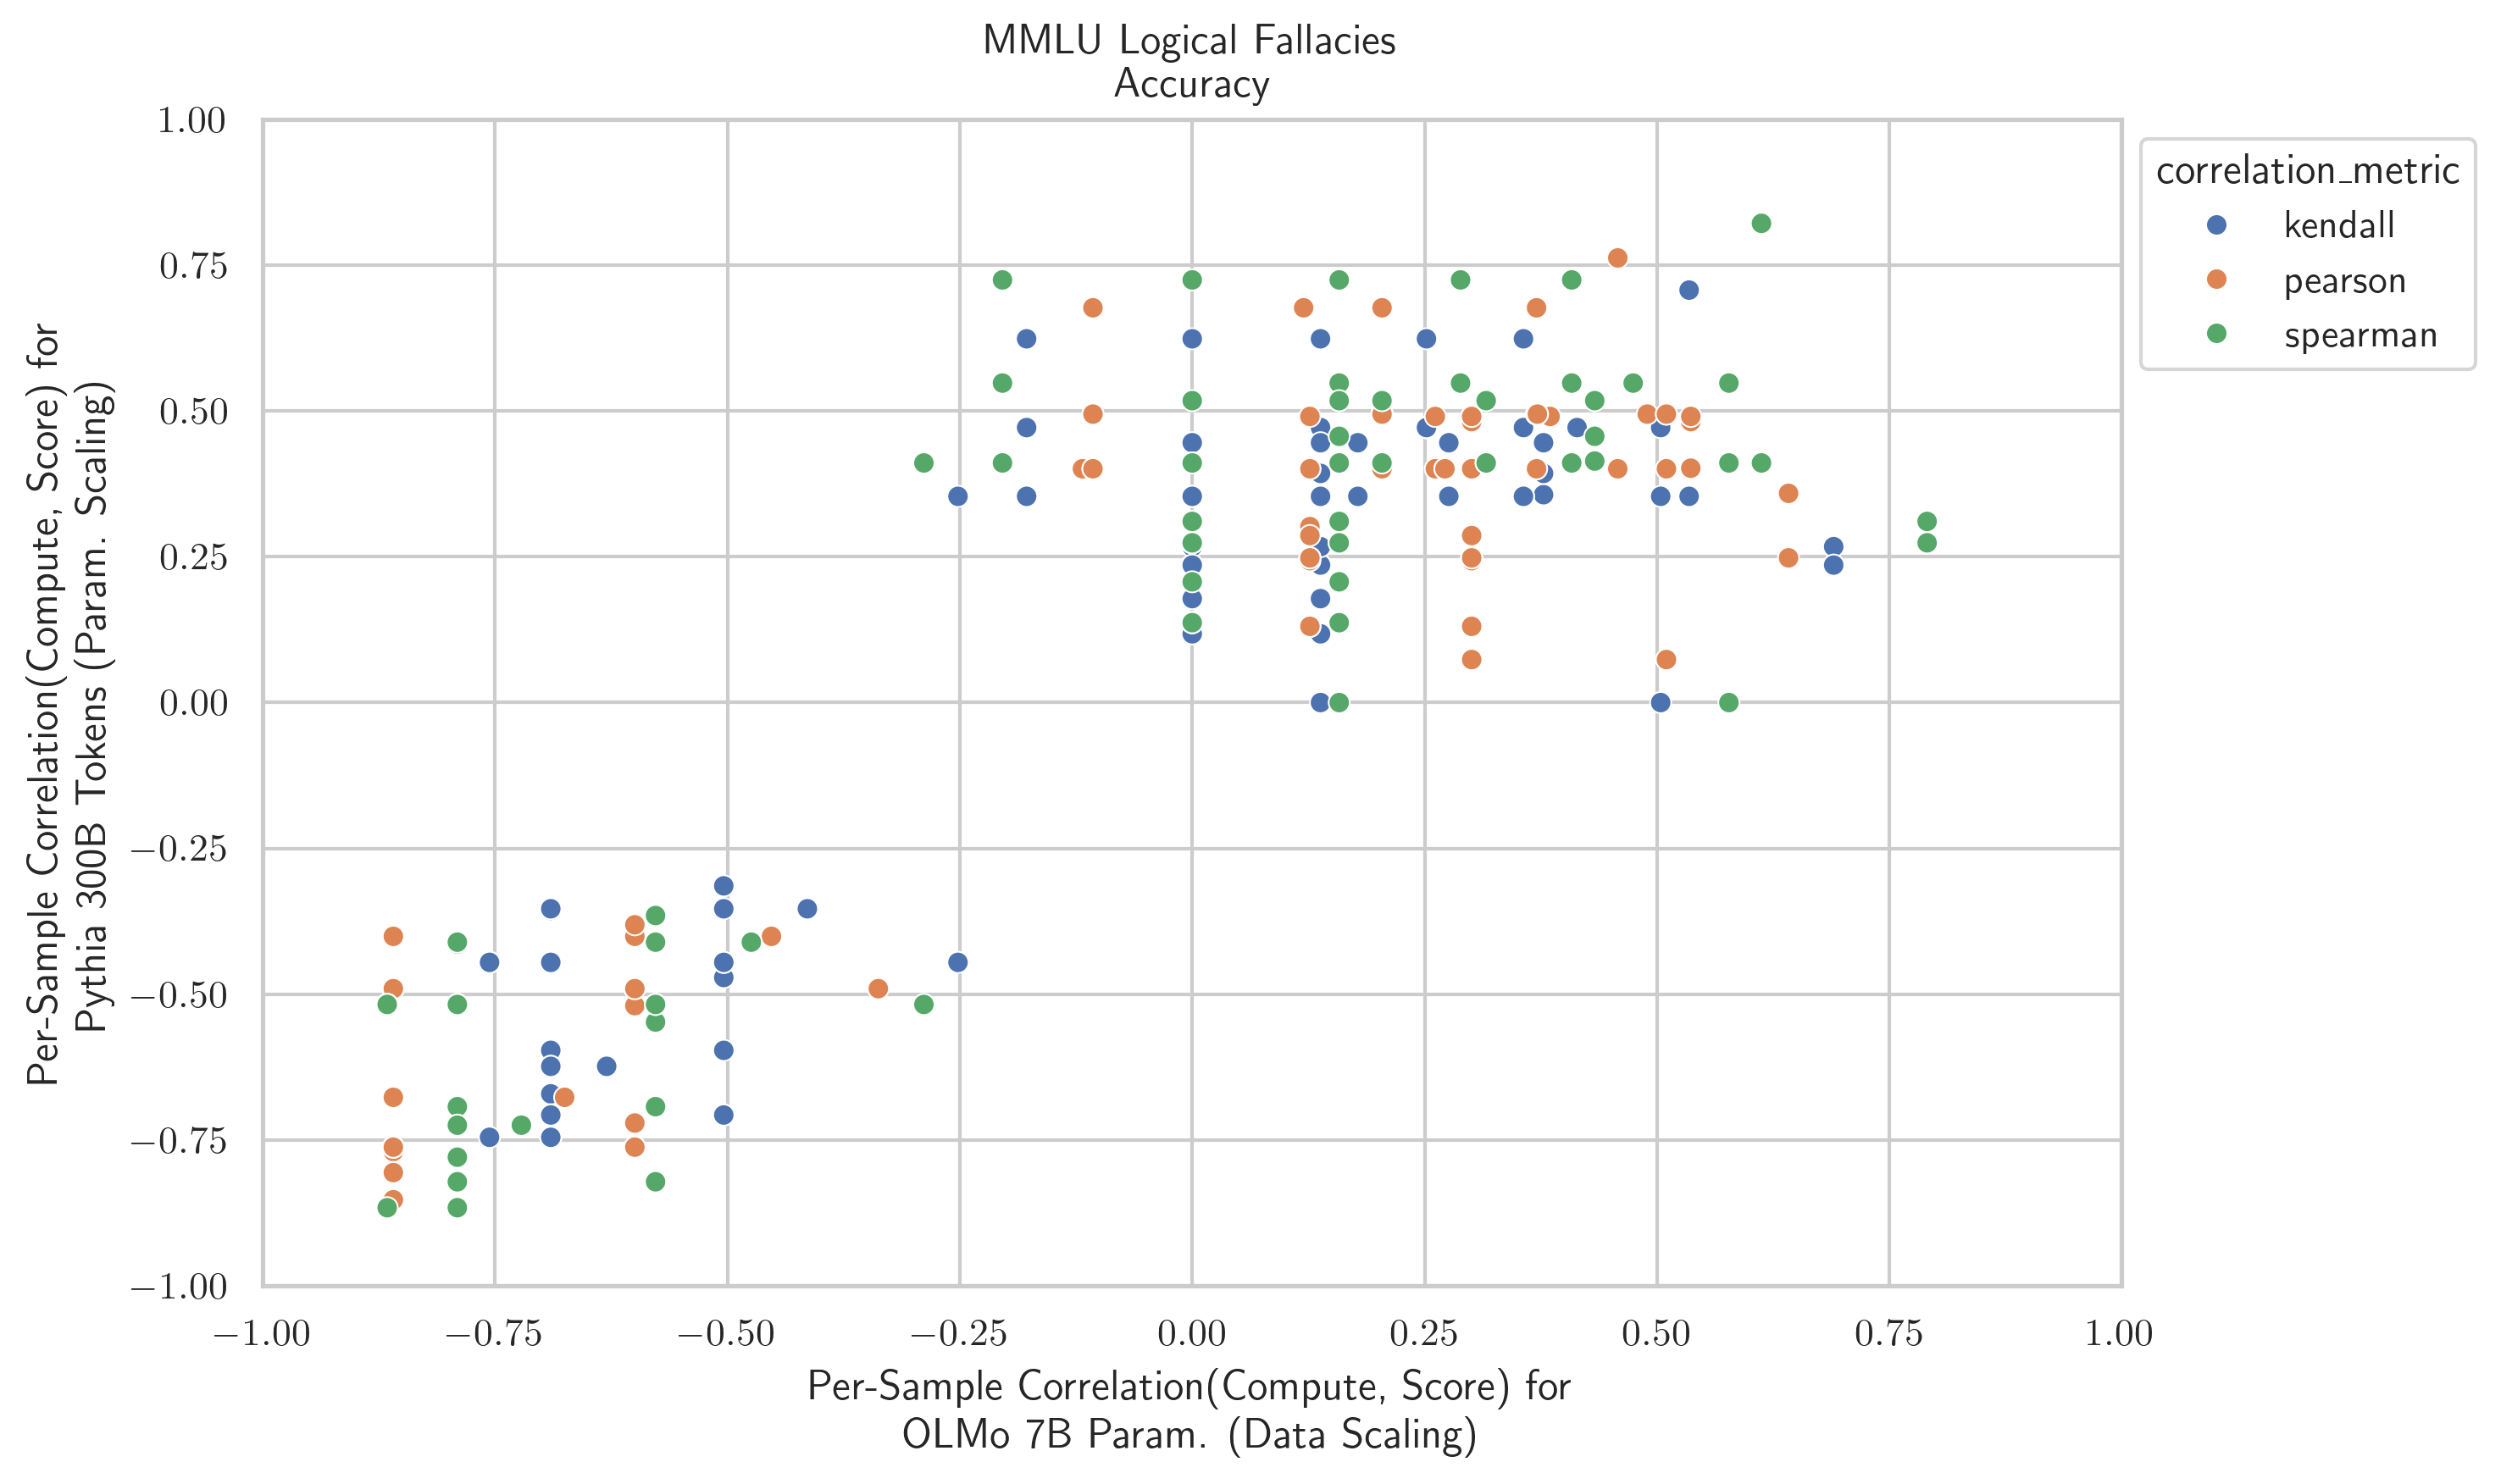 MMLU Logical Fallacies
Accuracy
1.00
0.75
0.50
0.25
0.00
−0.25
−0.50
−0.75
−1.00
Per-Sample Correlation(Compute, Score) for
Pythia 300B Tokens (Param. Scaling)
correlation_metric
kendall
pearson
spearman
−1.00 −0.75 −0.50 −0.25 0.00 0.25 0.50 0.75 1.00
Per-Sample Correlation(Compute, Score) for
OLMo 7B Param. (Data Scaling)